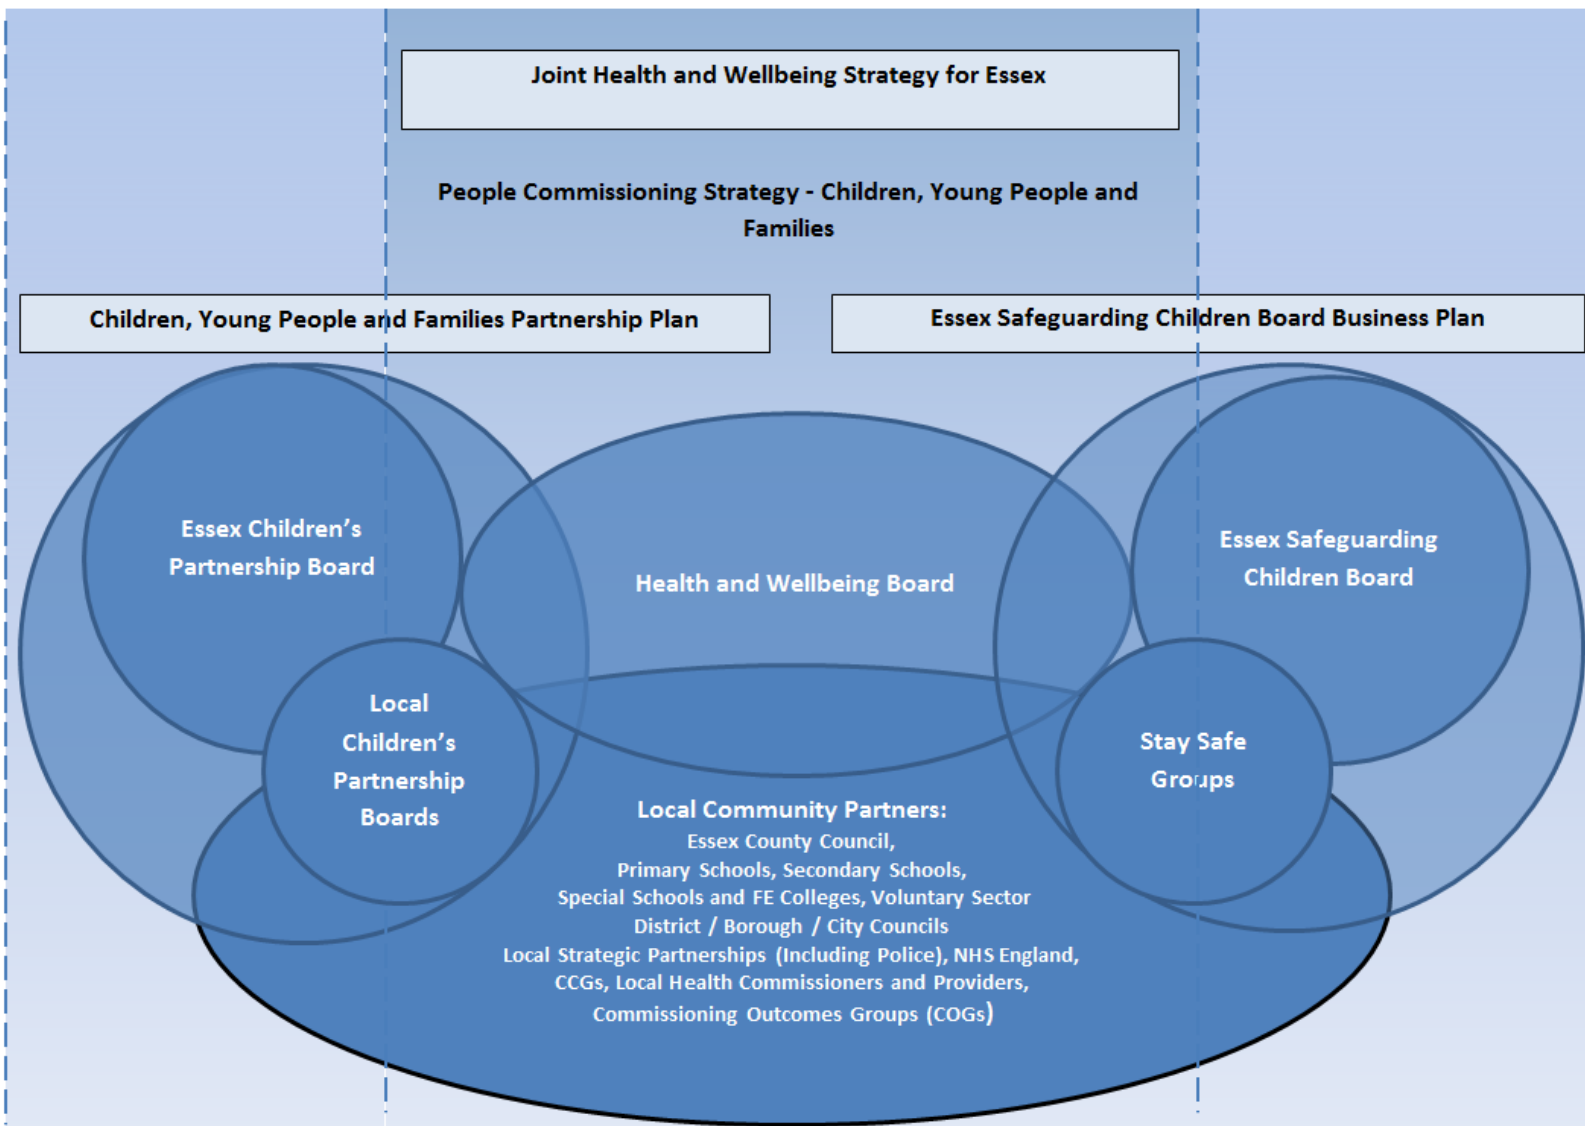 Joint Health and Wellbeing Strategy for Essex
People Commissioning Strategy - Children, Young People and
Families
Children, Young People and Families Partnership Plan
Essex Safeguarding Children Board Business Plan
Essex Children’s
Partnership Board
Health and Wellbeing Board
Essex Safeguarding
Children Board
Local
Children’s
Partnership
Boards
Stay Safe
Groups
Local Community Partners:
Essex County Council,
Primary Schools, Secondary Schools,
Special Schools and FE Colleges, Voluntary Sector
District / Borough / City Councils
Local Strategic Partnerships (Including Police), NHS England,
CCGs, Local Health Commissioners and Providers,
Commissioning Outcomes Groups (COGs)